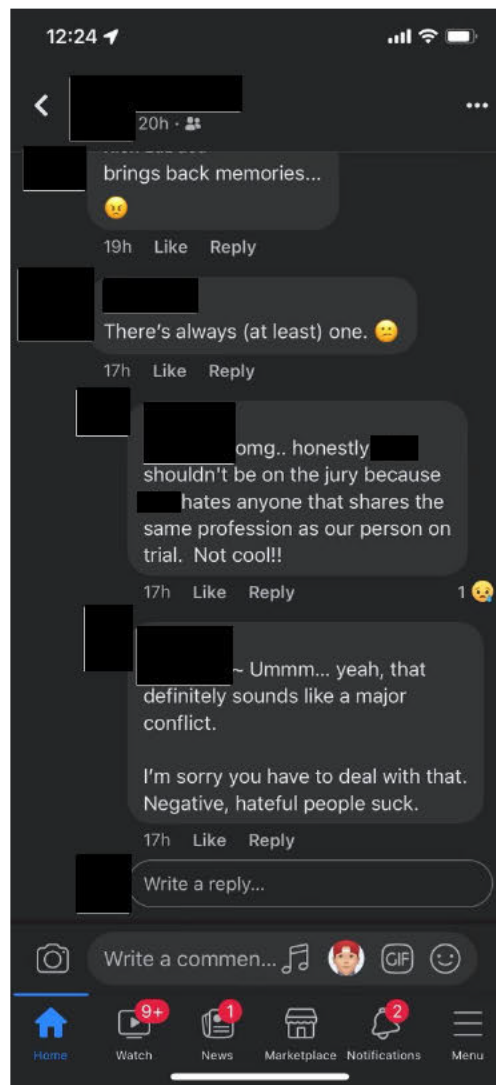 12:24
20h
brings back memories...
😠
19h Like Reply
There's always (at least) one. 😕
17h Like Reply
omg.. honestly
shouldn't be on the jury because
hates anyone that shares the
same profession as our person on
trial. Not cool!!
17h Like Reply 1 😢
~ Ummm... yeah, that
definitely sounds like a major
conflict.
I'm sorry you have to deal with that.
Negative, hateful people suck.
17h Like Reply
Write a reply...
Write a commen... GIF
9+ 1 2
Home Watch News Marketplace Notifications Menu